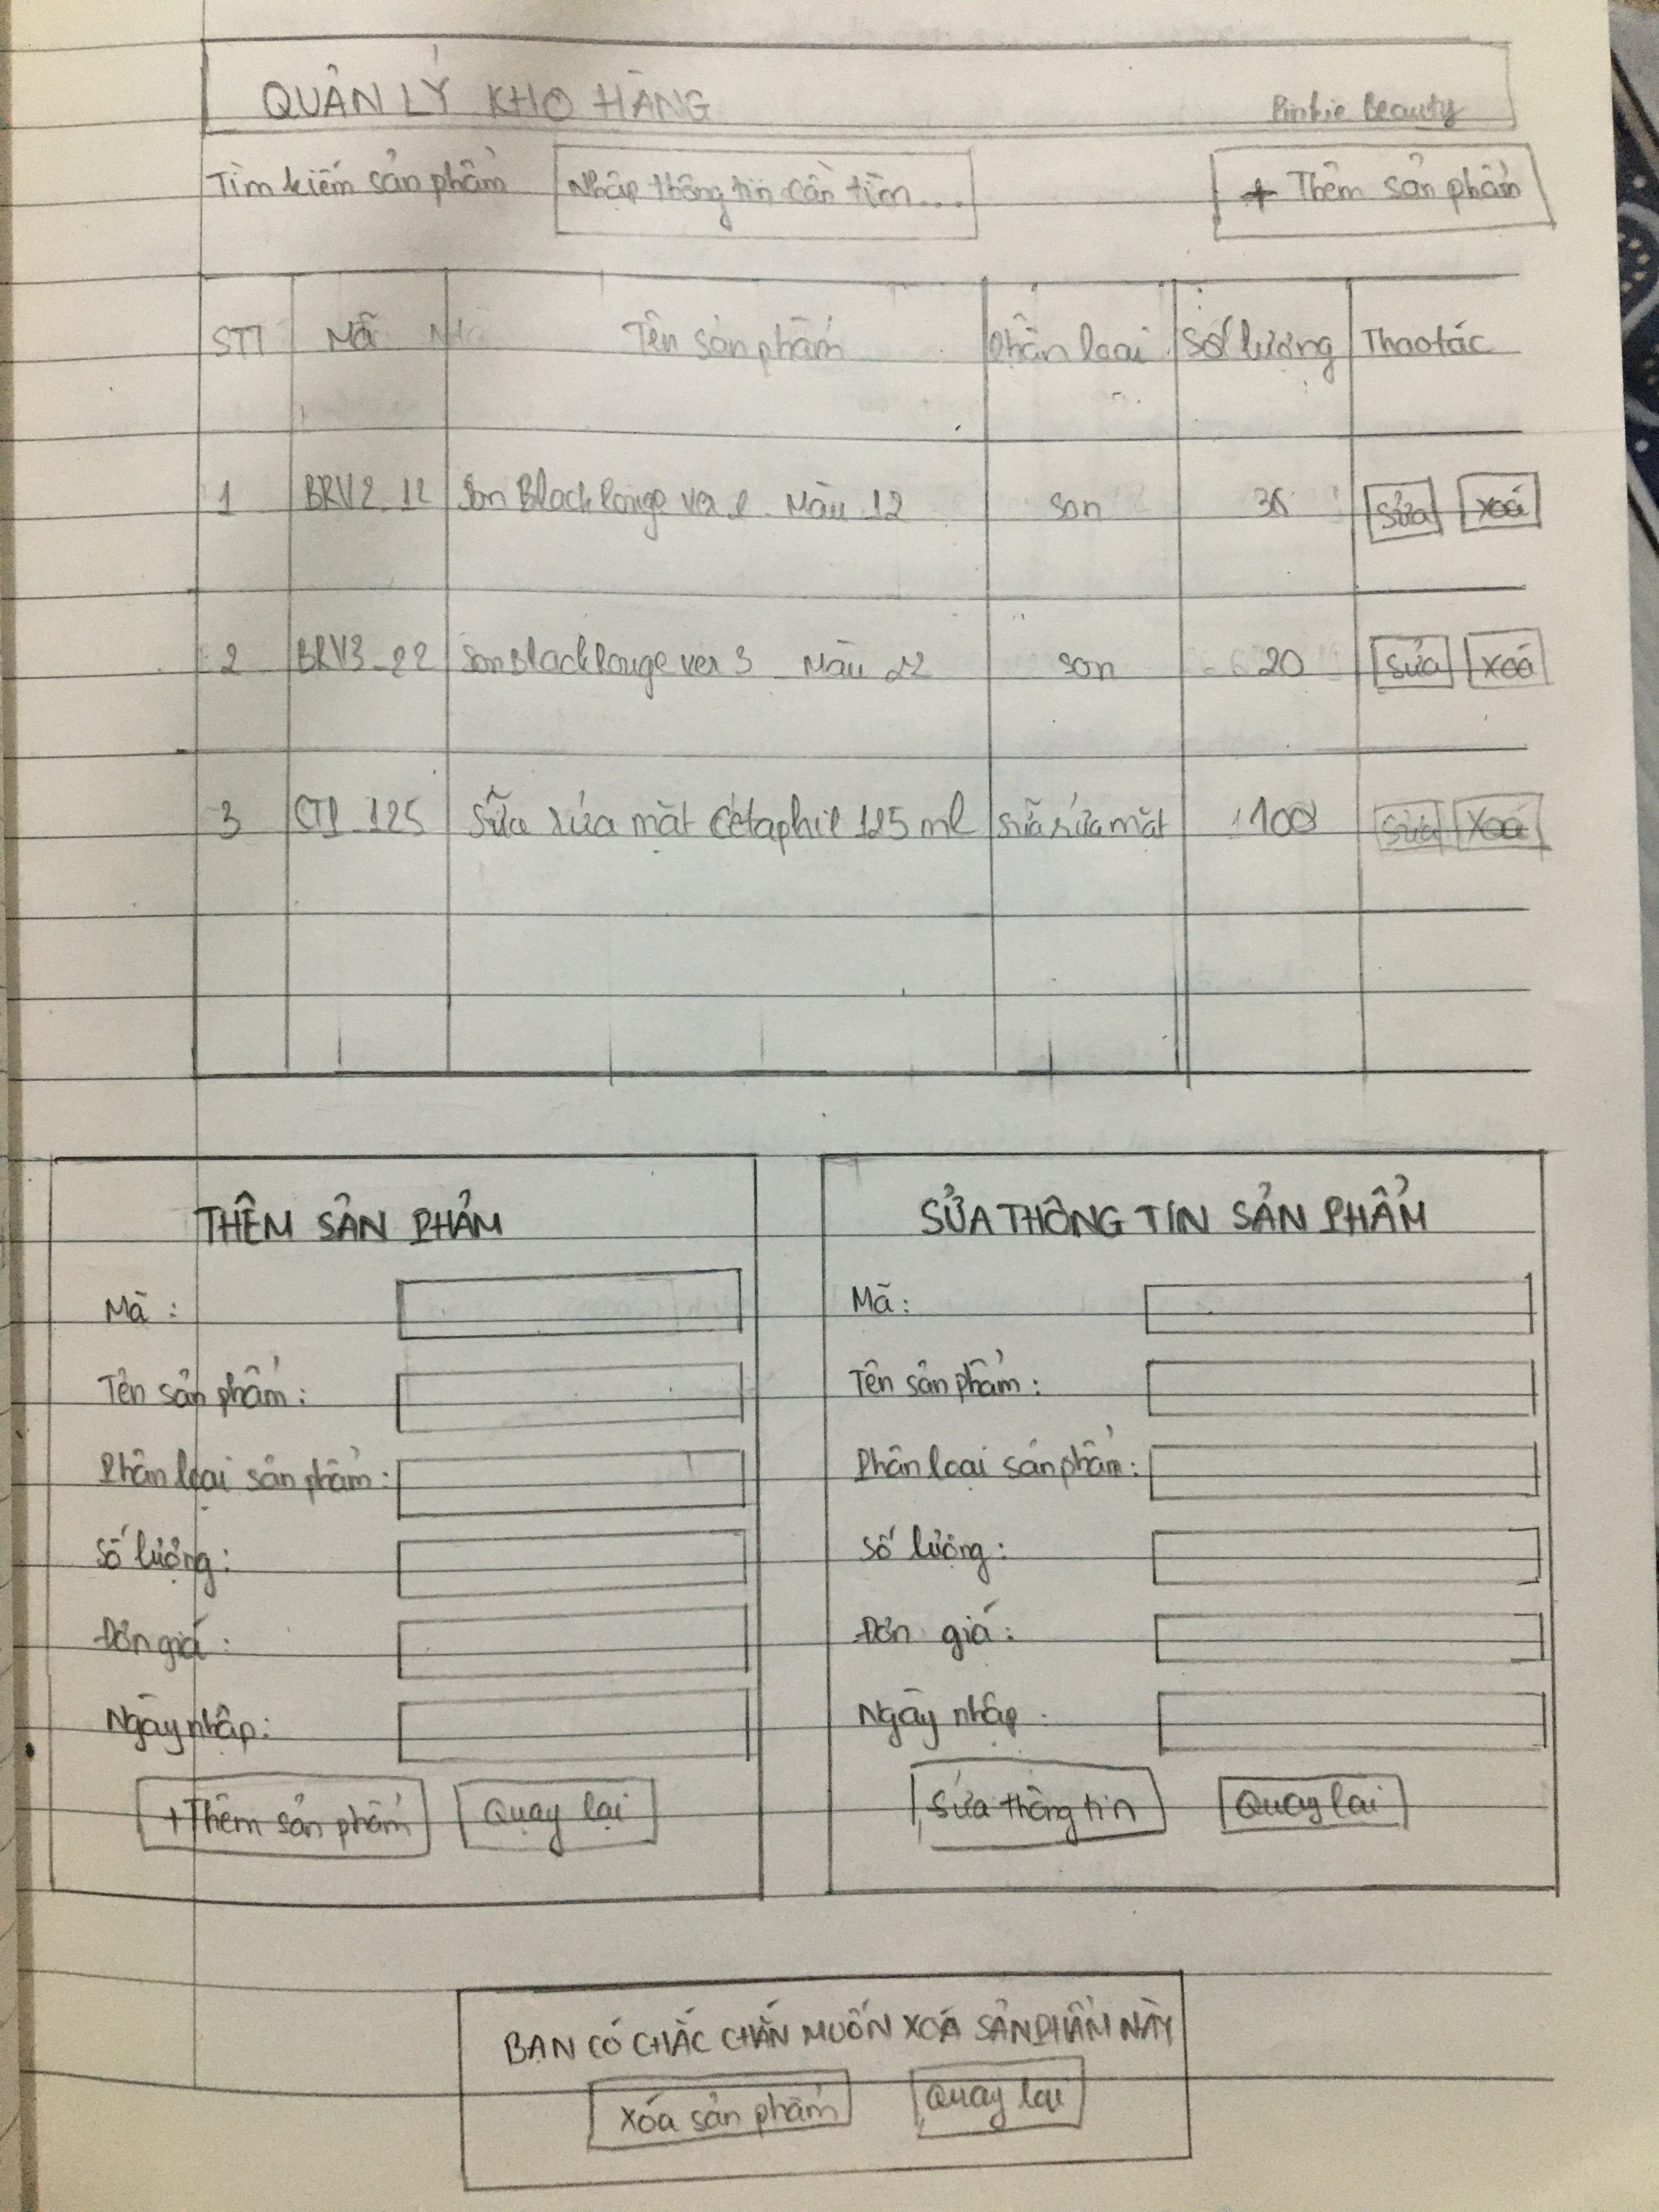 QUẢN LÝ KHO HÀNG Pinkie Beauty
Tìm kiếm sản phẩm Nhập thông tin cần tìm... + Thêm sản phẩm
STT Mã Tên sản phẩm Phân loại Số lượng Thao tác
1 BRV2_12 Son Black Rouge ver 2 _ Màu 12 son 36 Sửa Xoá
2 BRV3_22 Son Black Rouge ver 3 _ Màu 22 son 20 Sửa Xoá
3 CTP_125 Sữa rửa mặt Cetaphil 125 ml Sữa rửa mặt 100 Sửa Xoá
THÊM SẢN PHẢM
Mã :
Tên sản phẩm :
Phân loại sản phẩm :
Số lượng :
Đơn giá :
Ngày nhập :
+ Thêm sản phẩm Quay lại
SỬA THÔNG TIN SẢN PHẨM
Mã :
Tên sản phẩm :
Phân loại sản phẩm :
Số lượng :
Đơn giá :
Ngày nhập :
Sửa thông tin Quay lại
BẠN CÓ CHẮC CHẮN MUỐN XOÁ SẢN PHẨM NÀY
Xóa sản phẩm Quay lại